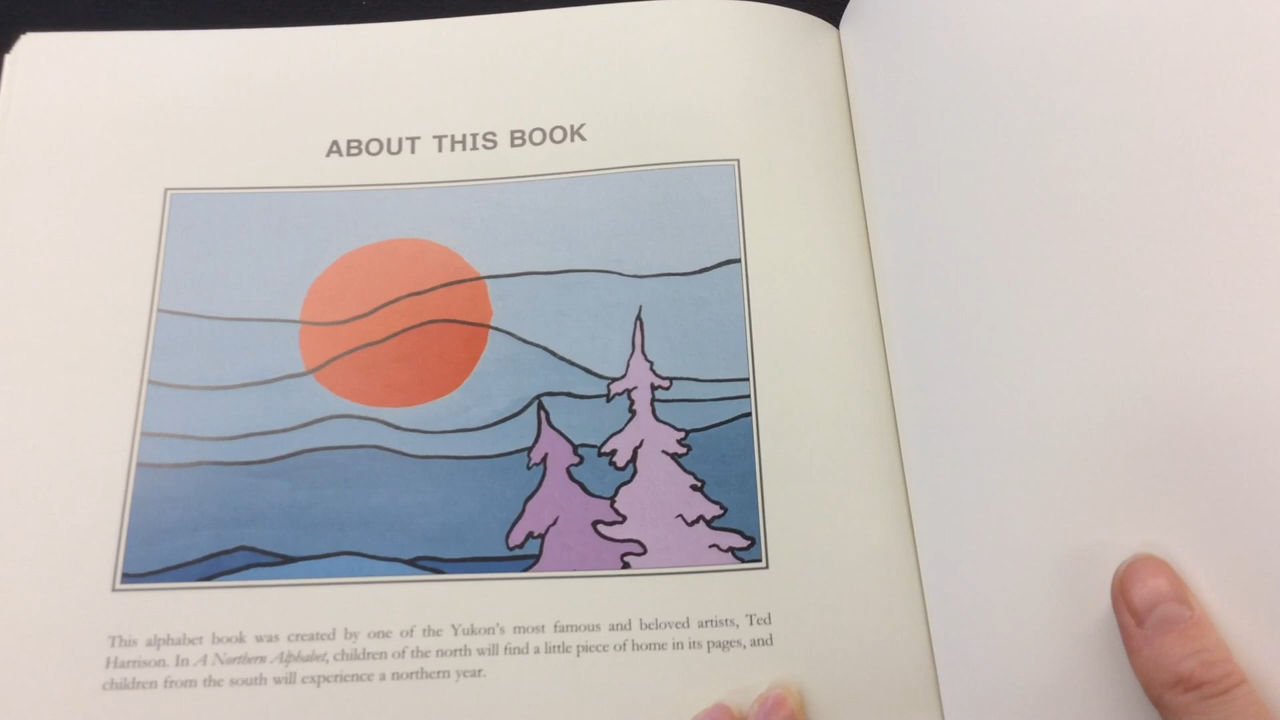 ABOUT THIS BOOK
This alphabet book was created by one of the Yukon's most famous and beloved artists, Ted
Harrison. In A Northern Alphabet, children of the north will find a little piece of home in its pages, and
children from the south will experience a northern year.